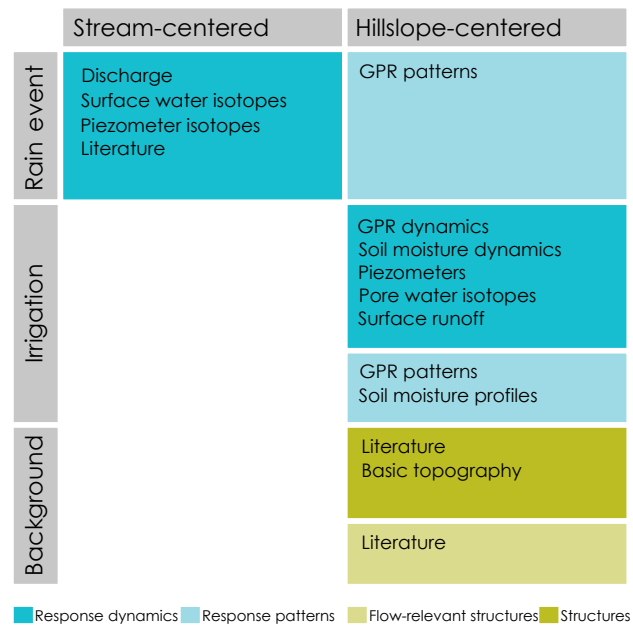 Stream-centered
Hillslope-centered
Rain event
Discharge
Surface water isotopes
Piezometer isotopes
Literature
GPR patterns
Irrigation
GPR dynamics
Soil moisture dynamics
Piezometers
Pore water isotopes
Surface runoff
GPR patterns
Soil moisture profiles
Background
Literature
Basic topography
Literature
Response dynamics
Response patterns
Flow-relevant structures
Structures